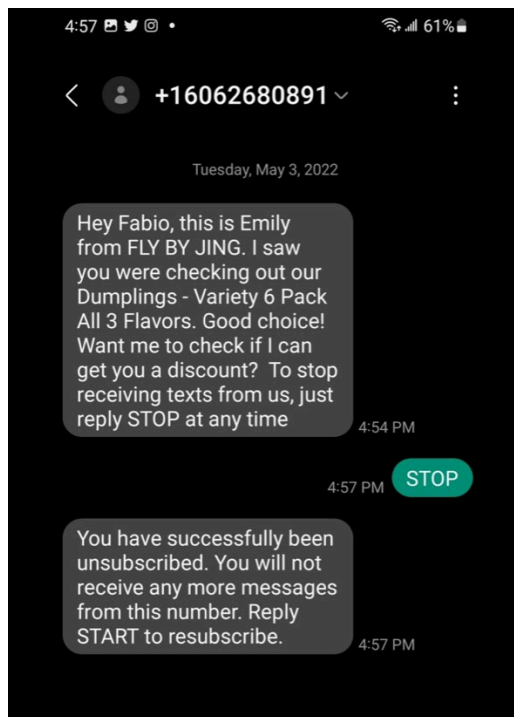 4:57
61%
+16062680891
Tuesday, May 3, 2022
Hey Fabio, this is Emily
from FLY BY JING. I saw
you were checking out our
Dumplings - Variety 6 Pack
All 3 Flavors. Good choice!
Want me to check if I can
get you a discount?  To stop
receiving texts from us, just
reply STOP at any time
4:54 PM
4:57 PM
STOP
You have successfully been
unsubscribed. You will not
receive any more messages
from this number. Reply
START to resubscribe.
4:57 PM